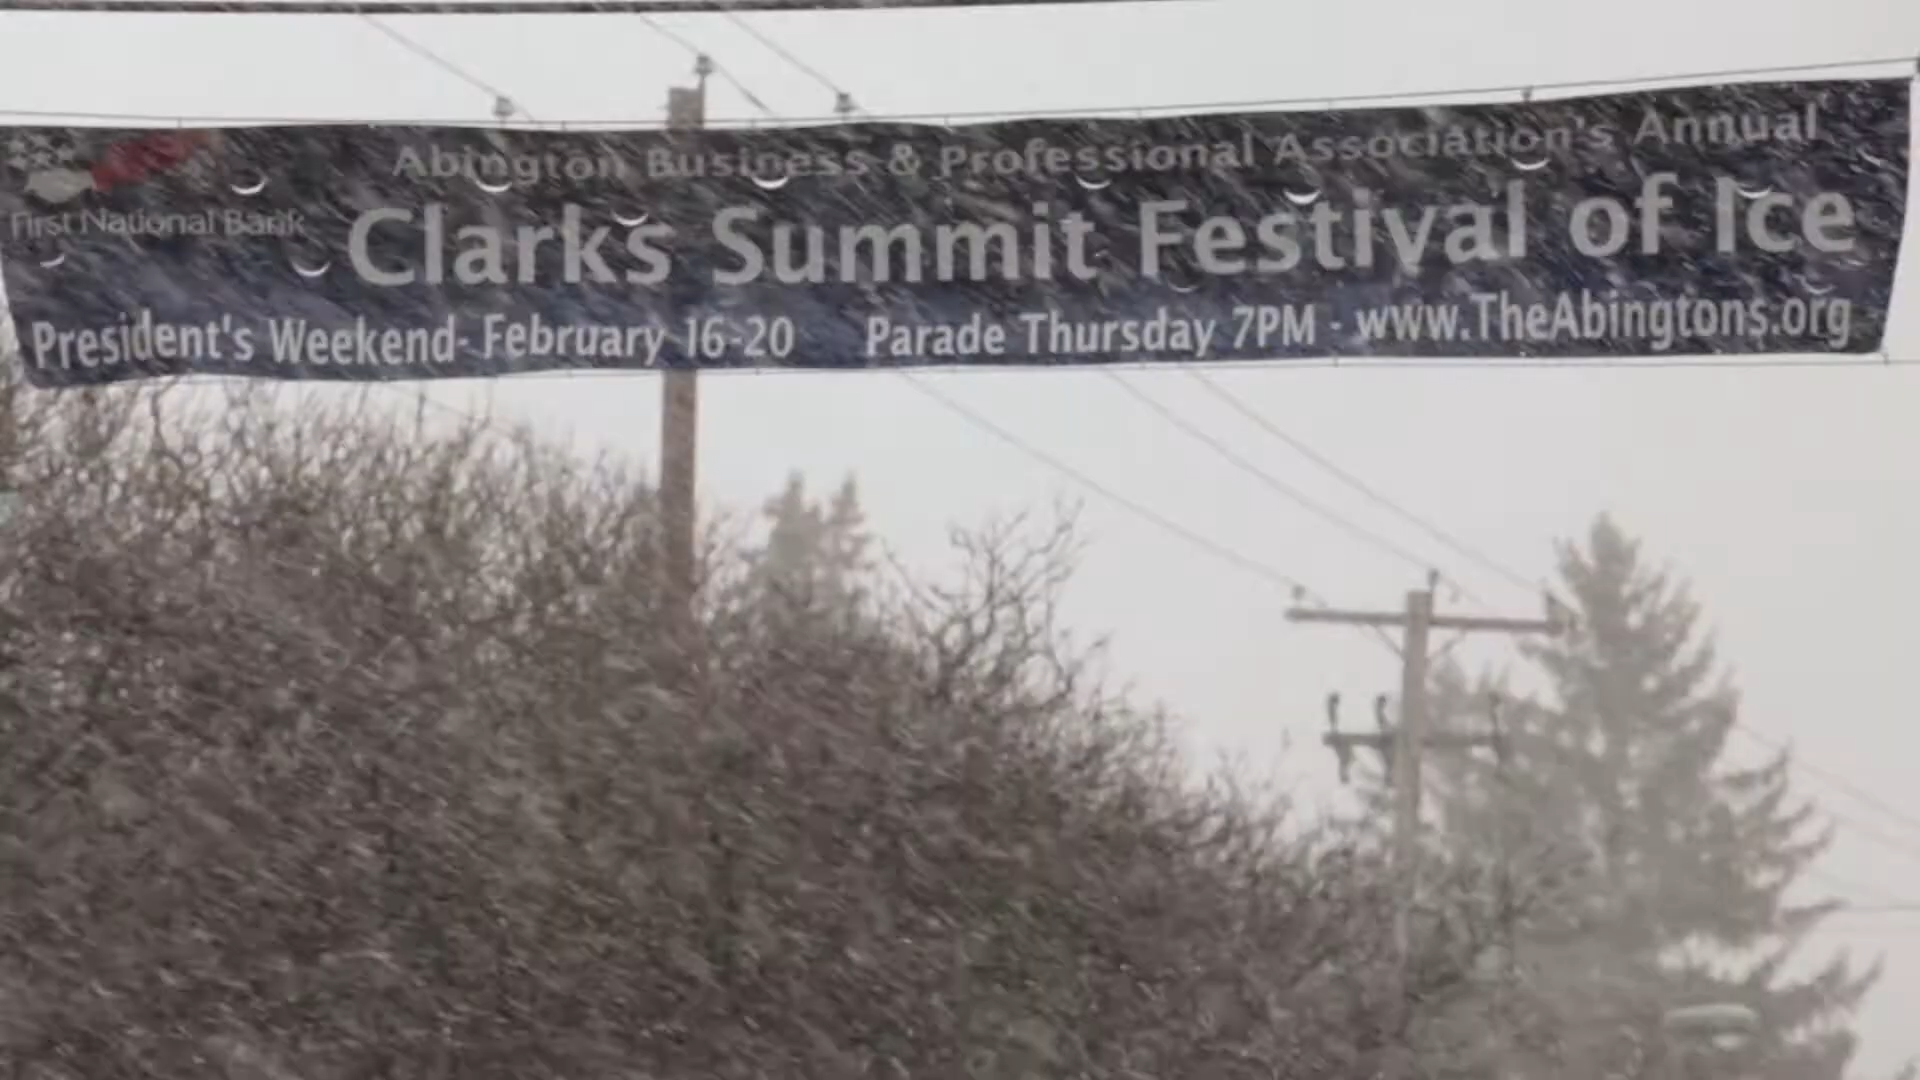 Abington Business & Professional Association's Annual
First National Bank
Clarks Summit Festival of Ice
President's Weekend- February 16-20 Parade Thursday 7PM - www.TheAbingtons.org